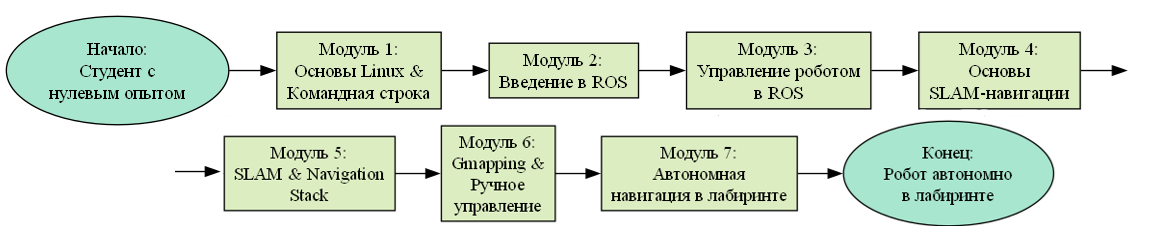 Начало:
Студент с
нулевым опытом
Модуль 1:
Основы Linux &
Командная строка
Модуль 2:
Введение в ROS
Модуль 3:
Управление роботом
в ROS
Модуль 4:
Основы
SLAM-навигации
Модуль 5:
SLAM & Navigation
Stack
Модуль 6:
Gmapping &
Ручное
управление
Модуль 7:
Автономная
навигация в лабиринте
Конец:
Робот автономно
в лабиринте